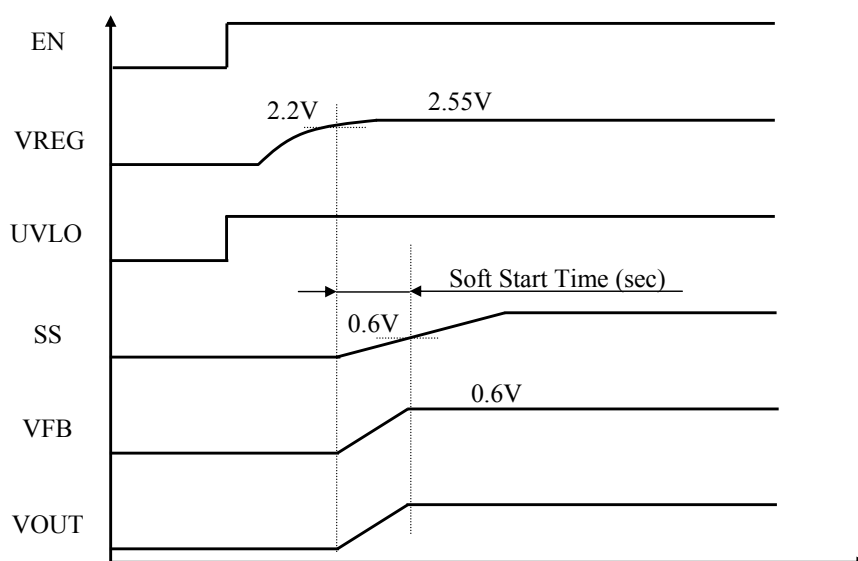 EN
2.2V
2.55V
VREG
UVLO
Soft Start Time (sec)
0.6V
SS
0.6V
VFB
VOUT